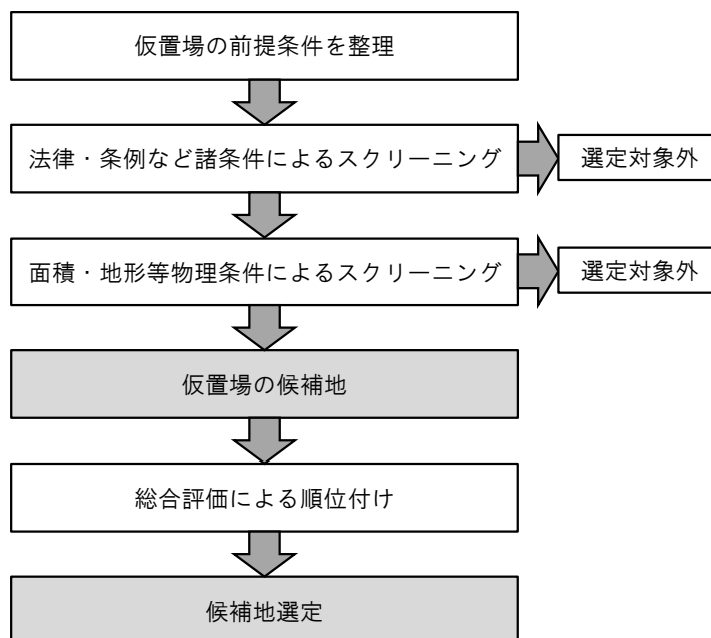 仮置場の前提条件を整理
法律・条例など諸条件によるスクリーニング
選定対象外
面積・地形等物理条件によるスクリーニング
選定対象外
仮置場の候補地
総合評価による順位付け
候補地選定